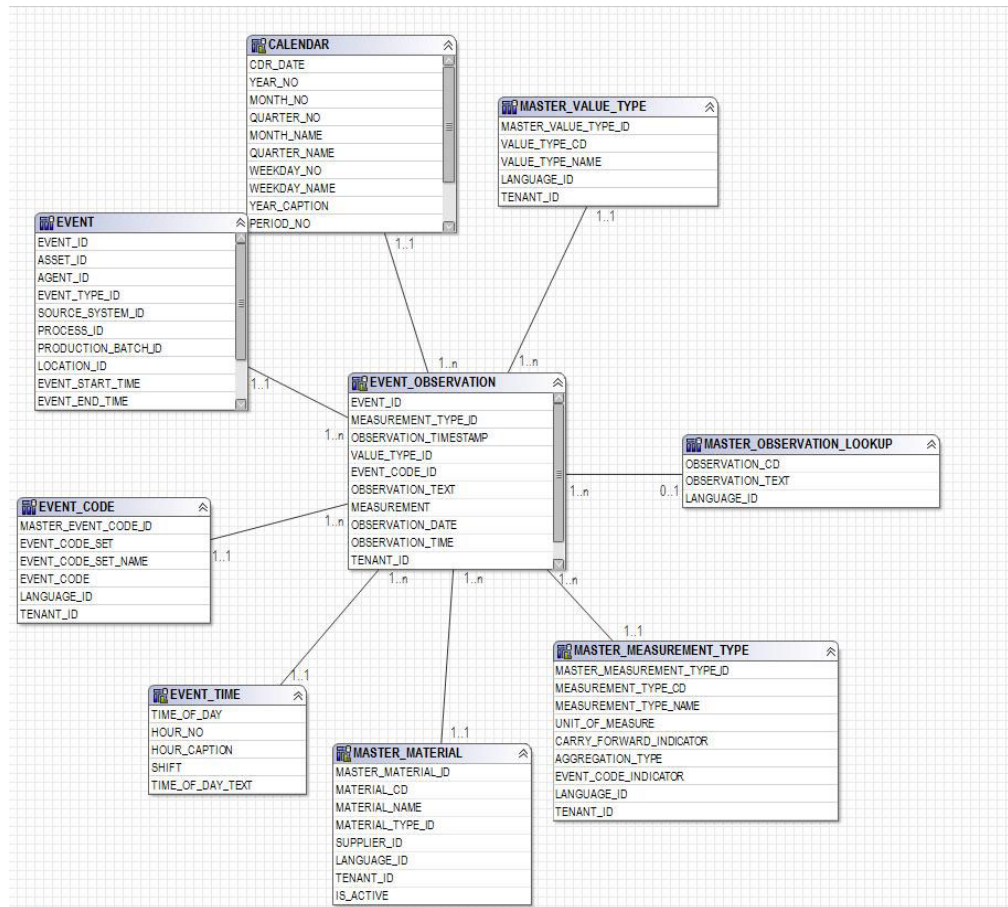 CALENDAR
CDR_DATE
YEAR_NO
MONTH_NO
QUARTER_NO
MONTH_NAME
QUARTER_NAME
WEEKDAY_NO
WEEKDAY_NAME
YEAR_CAPTION
PERIOD_NO
1..1
MASTER_VALUE_TYPE
MASTER_VALUE_TYPE_ID
VALUE_TYPE_CD
VALUE_TYPE_NAME
LANGUAGE_ID
TENANT_ID
1..1
EVENT
EVENT_ID
ASSET_ID
AGENT_ID
EVENT_TYPE_ID
SOURCE_SYSTEM_ID
PROCESS_ID
PRODUCTION_BATCH_ID
LOCATION_ID
EVENT_START_TIME
EVENT_END_TIME
1..1
1..n
1..n
1..n
EVENT_OBSERVATION
EVENT_ID
MEASUREMENT_TYPE_ID
OBSERVATION_TIMESTAMP
VALUE_TYPE_ID
EVENT_CODE_ID
OBSERVATION_TEXT
MEASUREMENT
OBSERVATION_DATE
OBSERVATION_TIME
TENANT_ID
1..n
0..1
MASTER_OBSERVATION_LOOKUP
OBSERVATION_CD
OBSERVATION_TEXT
LANGUAGE_ID
EVENT_CODE
MASTER_EVENT_CODE_ID
EVENT_CODE_SET
EVENT_CODE_SET_NAME
EVENT_CODE
LANGUAGE_ID
TENANT_ID
1..1
1..n
1..n
1..n
1..n
1..1
EVENT_TIME
TIME_OF_DAY
HOUR_NO
HOUR_CAPTION
SHIFT
TIME_OF_DAY_TEXT
1..1
MASTER_MATERIAL
MASTER_MATERIAL_ID
MATERIAL_CD
MATERIAL_NAME
MATERIAL_TYPE_ID
SUPPLIER_ID
LANGUAGE_ID
TENANT_ID
IS_ACTIVE
1..1
MASTER_MEASUREMENT_TYPE
MASTER_MEASUREMENT_TYPE_ID
MEASUREMENT_TYPE_CD
MEASUREMENT_TYPE_NAME
UNIT_OF_MEASURE
CARRY_FORWARD_INDICATOR
AGGREGATION_TYPE
EVENT_CODE_INDICATOR
LANGUAGE_ID
TENANT_ID